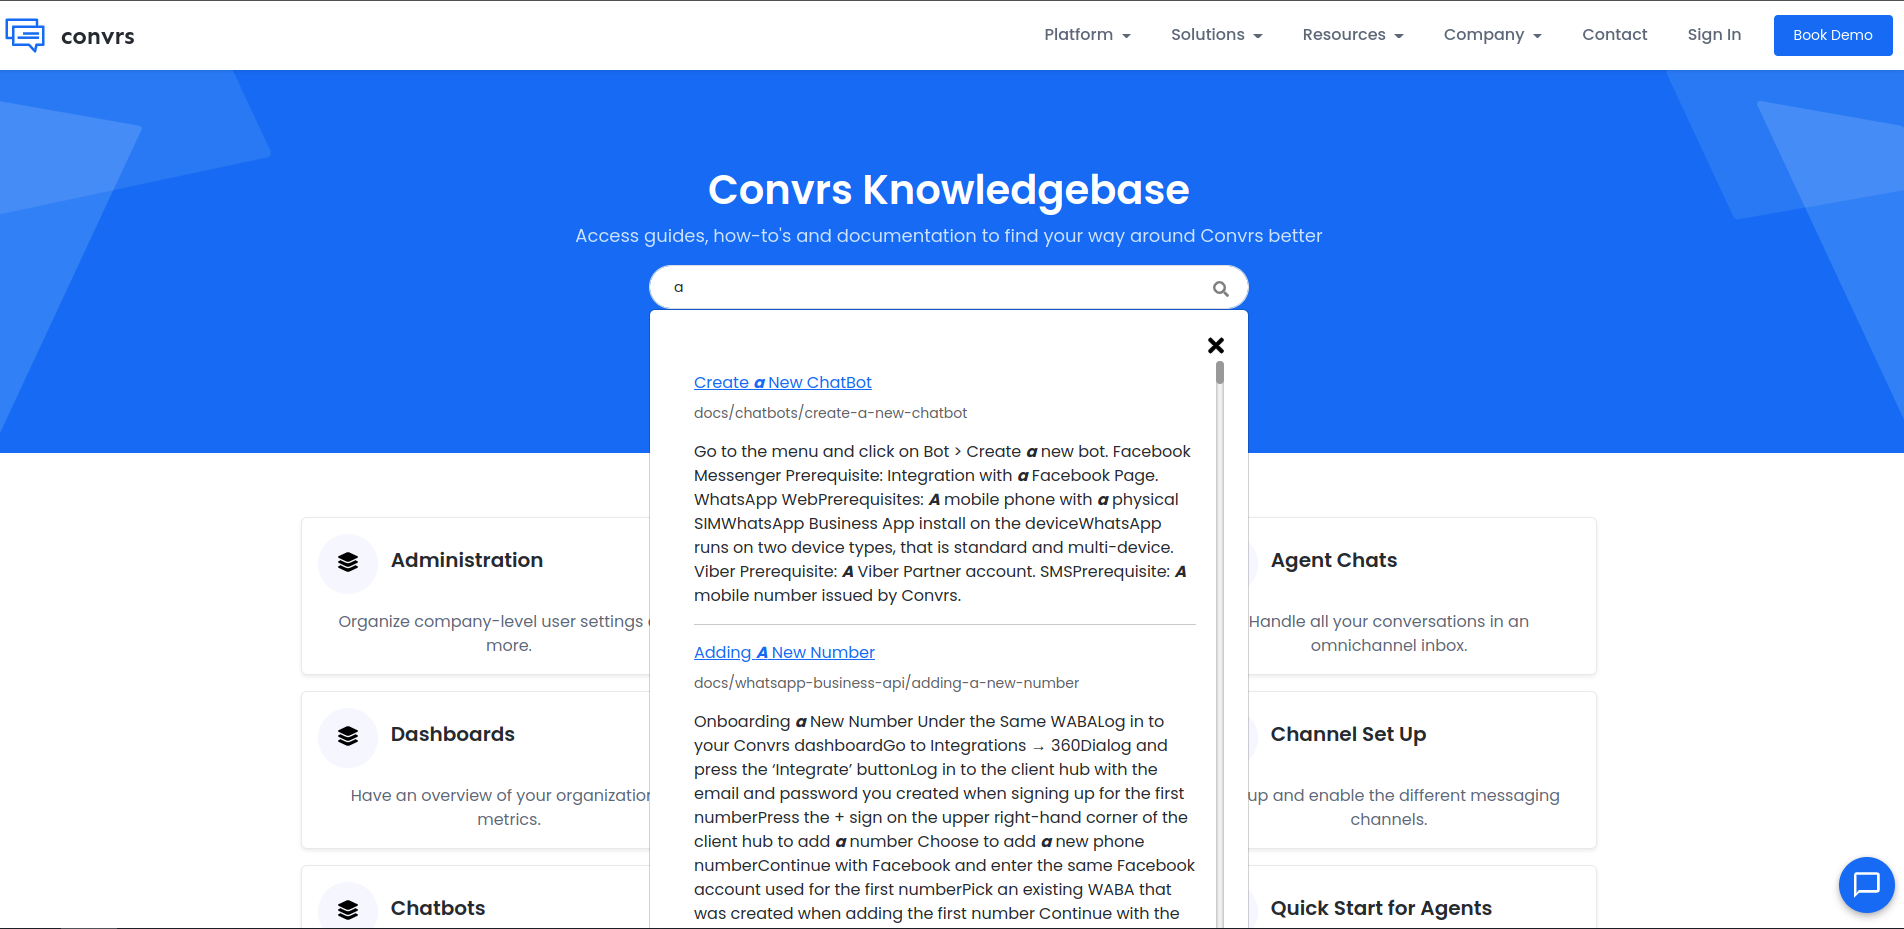 convrs
Platform
Solutions
Resources
Company
Contact
Sign In
Book Demo
Convrs Knowledgebase
Access guides, how-to's and documentation to find your way around Convrs better
a
Create a New ChatBot
docs/chatbots/create-a-new-chatbot
Go to the menu and click on Bot > Create a new bot. Facebook
Messenger Prerequisite: Integration with a Facebook Page.
WhatsApp WebPrerequisites: A mobile phone with a physical
SIMWhatsApp Business App install on the deviceWhatsApp
runs on two device types, that is standard and multi-device.
Viber Prerequisite: A Viber Partner account. SMSPrerequisite: A
mobile number issued by Convrs.
Adding A New Number
docs/whatsapp-business-api/adding-a-new-number
Onboarding a New Number Under the Same WABALog in to
your Convrs dashboardGo to Integrations → 360Dialog and
press the ‘Integrate’ buttonLog in to the client hub with the
email and password you created when signing up for the first
numberPress the + sign on the upper right-hand corner of the
client hub to add a number Choose to add a new phone
numberContinue with Facebook and enter the same Facebook
account used for the first numberPick an existing WABA that
was created when adding the first number Continue with the
Administration
Organize company-level user settings
more.
Agent Chats
Handle all your conversations in an
omnichannel inbox.
Dashboards
Have an overview of your organization
metrics.
Channel Set Up
up and enable the different messaging
channels.
Chatbots
Quick Start for Agents